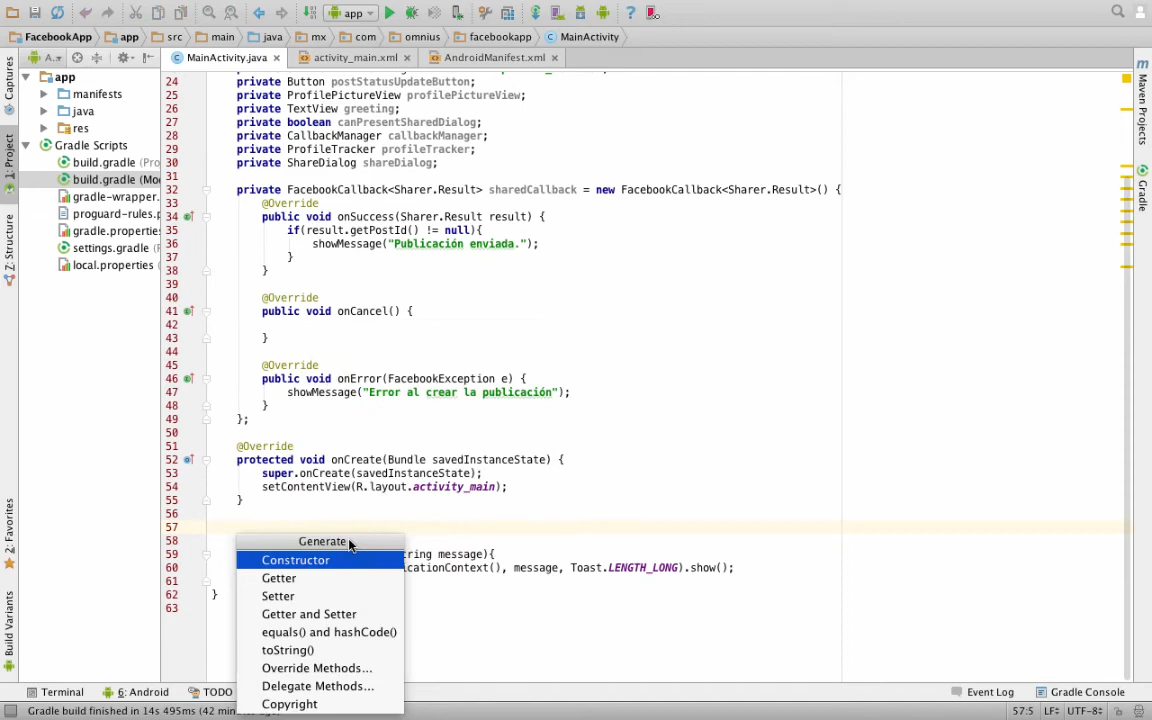 app
FacebookApp app src main java mx com omnius facebookapp MainActivity
A.. MainActivity.java activity_main.xml AndroidManifest.xml
Captures
1: Project
Z: Structure
2: Favorites
Build Variants
app
manifests
java
res
Gradle Scripts
build.gradle (Pro
build.gradle (Mo
gradle-wrapper.
proguard-rules.p
gradle.properties
settings.gradle (P
local.properties
24 private Button postStatusUpdateButton;
25 private ProfilePictureView profilePictureView;
26 private TextView greeting;
27 private boolean canPresentSharedDialog;
28 private CallbackManager callbackManager;
29 private ProfileTracker profileTracker;
30 private ShareDialog shareDialog;
31
32 private FacebookCallback<Sharer.Result> sharedCallback = new FacebookCallback<Sharer.Result>() {
33 @Override
34 public void onSuccess(Sharer.Result result) {
35 if(result.getPostId() != null){
36 showMessage("Publicación enviada.");
37 }
38 }
39
40 @Override
41 public void onCancel() {
42
43 }
44
45 @Override
46 public void onError(FacebookException e) {
47 showMessage("Error al crear la publicación");
48 }
49 };
50
51 @Override
52 protected void onCreate(Bundle savedInstanceState) {
53 super.onCreate(savedInstanceState);
54 setContentView(R.layout.activity_main);
55 }
56
57
58
59 ring message){
60 icationContext(), message, Toast.LENGTH_LONG).show();
61
62 }
63
Generate
Constructor
Getter
Setter
Getter and Setter
equals() and hashCode()
toString()
Override Methods...
Delegate Methods...
Copyright
Maven Projects
Gradle
Terminal 6: Android TODO Event Log Gradle Console
Gradle build finished in 14s 495ms (42 min 57:5 LF UTF-8